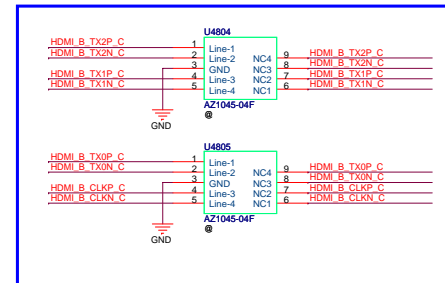 U4804
HDMI_B_TX2P_C 1 Line-1
HDMI_B_TX2N_C 2 Line-2 NC4 9 HDMI_B_TX2P_C
3 GND NC3 8 HDMI_B_TX2N_C
HDMI_B_TX1P_C 4 Line-3 NC2 7 HDMI_B_TX1P_C
HDMI_B_TX1N_C 5 Line-4 NC1 6 HDMI_B_TX1N_C
AZ1045-04F
@
GND
U4805
HDMI_B_TX0P_C 1 Line-1
HDMI_B_TX0N_C 2 Line-2 NC4 9 HDMI_B_TX0P_C
3 GND NC3 8 HDMI_B_TX0N_C
HDMI_B_CLKP_C 4 Line-3 NC2 7 HDMI_B_CLKP_C
HDMI_B_CLKN_C 5 Line-4 NC1 6 HDMI_B_CLKN_C
AZ1045-04F
@
GND